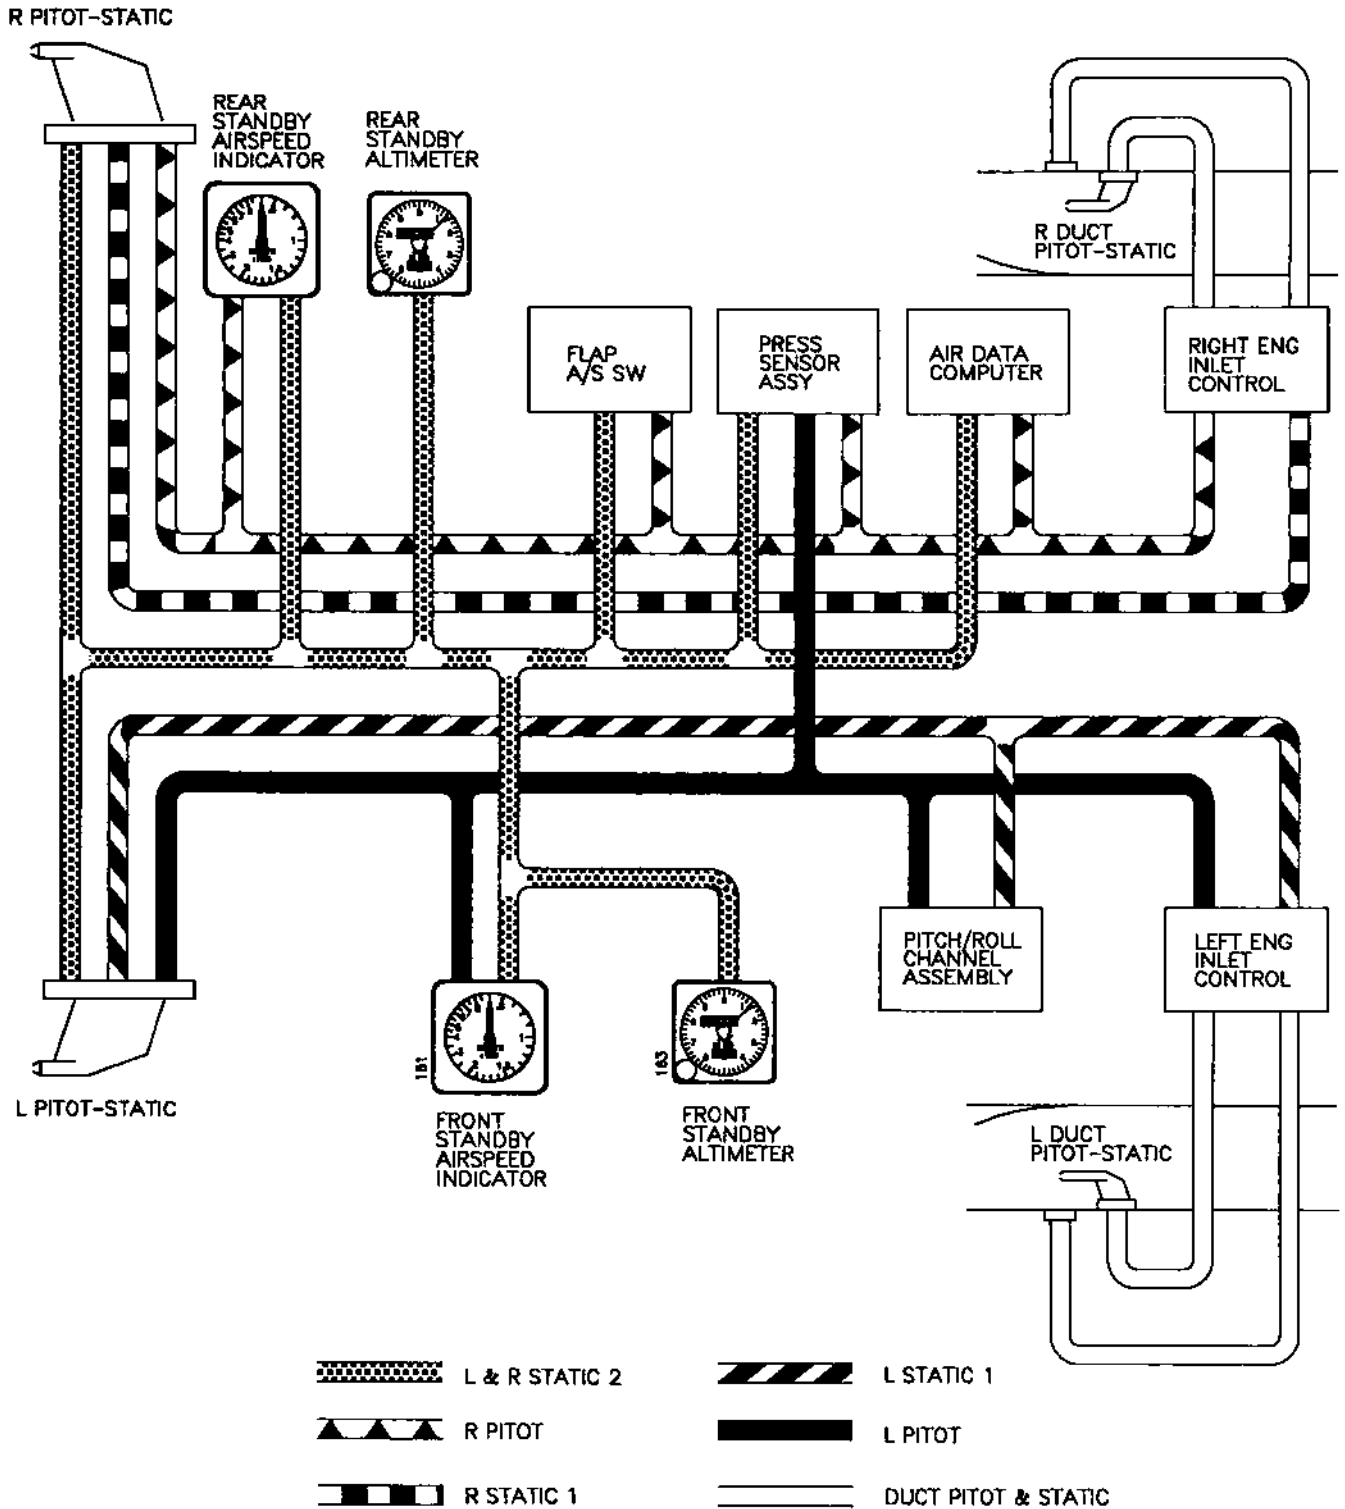 R PITOT-STATIC
REAR
STANDBY
AIRSPEED
INDICATOR
REAR
STANDBY
ALTIMETER
R DUCT
PITOT-STATIC
FLAP
A/S SW
PRESS
SENSOR
ASSY
AIR DATA
COMPUTER
RIGHT ENG
INLET
CONTROL
PITCH/ROLL
CHANNEL
ASSEMBLY
LEFT ENG
INLET
CONTROL
L PITOT-STATIC
181
163
FRONT
STANDBY
AIRSPEED
INDICATOR
FRONT
STANDBY
ALTIMETER
L DUCT
PITOT-STATIC
L & R STATIC 2
L STATIC 1
R PITOT
L PITOT
R STATIC 1
DUCT PITOT & STATIC